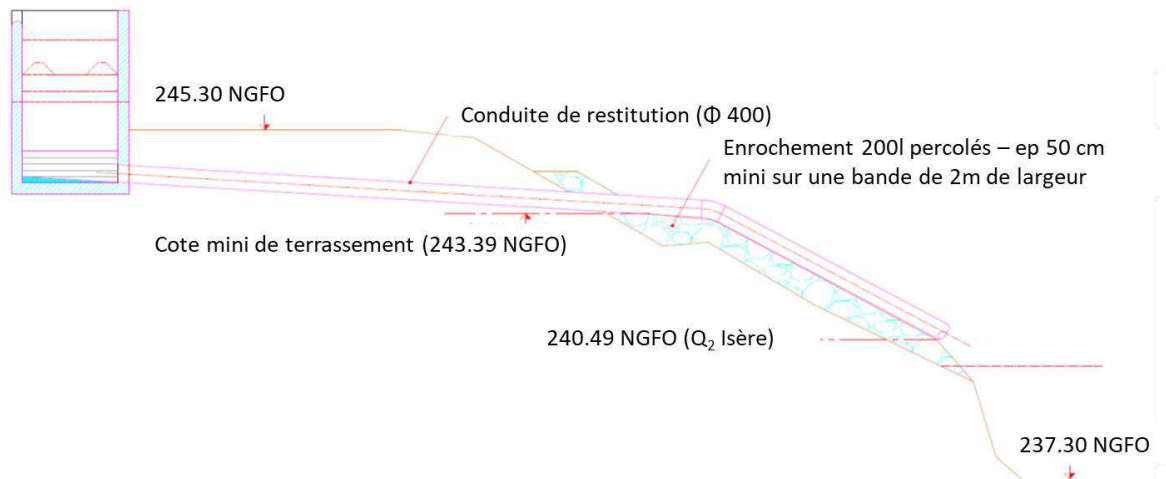 245.30 NGFO
Conduite de restitution (Φ 400)
Enrochement 200l percolés – ep 50 cm
mini sur une bande de 2m de largeur
Cote mini de terrassement (243.39 NGFO)
240.49 NGFO (Q₂ Isère)
237.30 NGFO